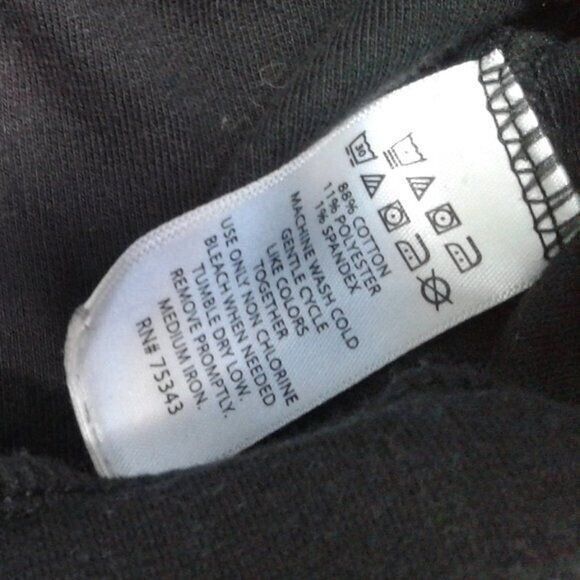 30
88% COTTON
11% POLYESTER
1% SPANDEX
MACHINE WASH COLD
GENTLE CYCLE
LIKE COLORS
TOGETHER
USE ONLY NON CHLORINE
BLEACH WHEN NEEDED
TUMBLE DRY LOW.
REMOVE PROMPTLY.
MEDIUM IRON.
RN# 75343